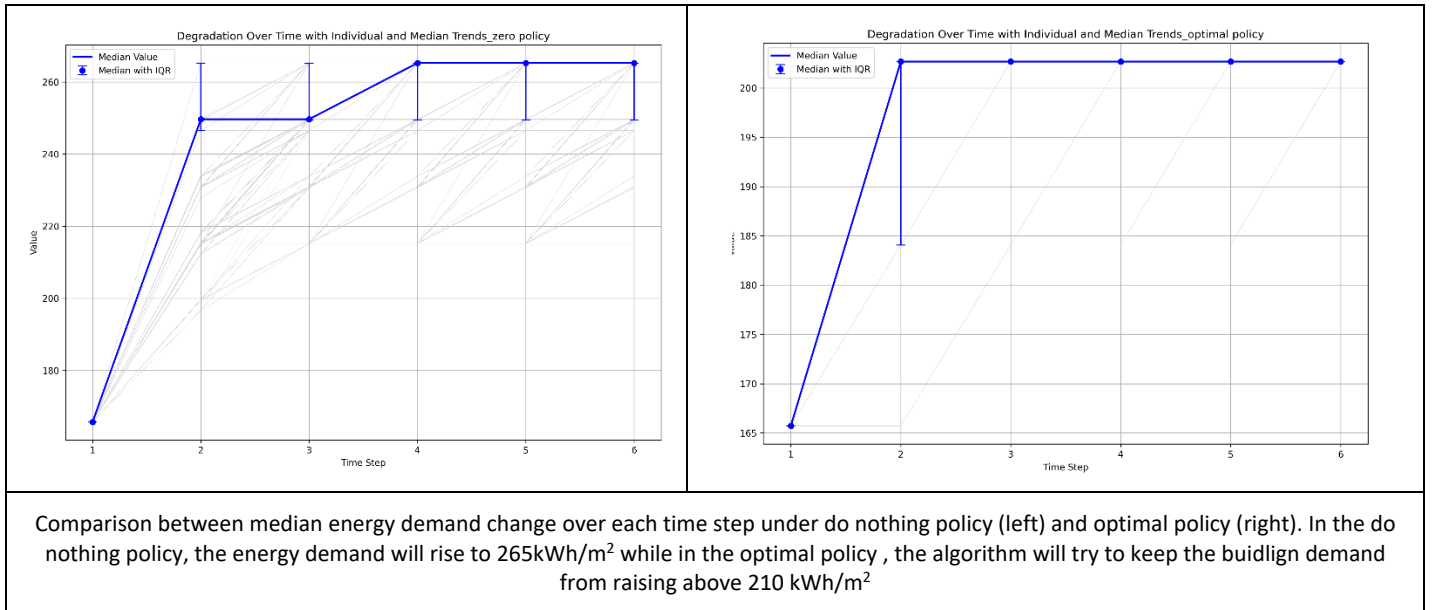 Degradation Over Time with Individual and Median Trends_zero policy
Median Value
Median with IQR
260
240
220
200
180
Value
1 2 3 4 5 6
Time Step
Degradation Over Time with Individual and Median Trends_optimal policy
Median Value
Median with IQR
200
195
190
185
180
175
170
165
1 2 3 4 5 6
Time Step
Comparison between median energy demand change over each time step under do nothing policy (left) and optimal policy (right). In the do
nothing policy, the energy demand will rise to 265kWh/m² while in the optimal policy , the algorithm will try to keep the buidlign demand
from raising above 210 kWh/m²